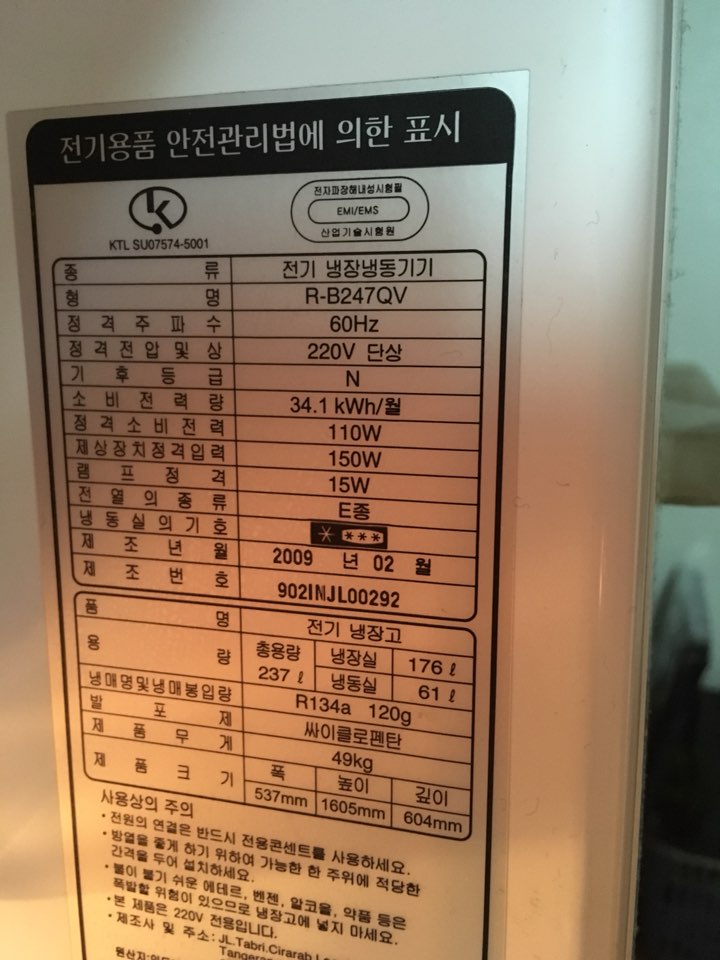 전기용품 안전관리법에 의한 표시
KTL SU07574-5001
전자파장해내성시험필
EMI/EMS
산업기술시험원
종 류 전기 냉장냉동기기
형 명 R-B247QV
정 격 주 파 수 60Hz
정 격 전 압 및 상 220V 단상
기 후 등 급 N
소 비 전 력 량 34.1 kWh/월
정 격 소 비 전 력 110W
제상장치정격입력 150W
램 프 정 격 15W
전 열 의 종 류 E종
냉 동 실 의 기 호 * ***
제 조 년 월 2009 년 02 월
제 조 번 호 902INJL00292
품 명 전기 냉장고
용 량 총용량 237 ℓ 냉장실 176 ℓ
냉동실 61 ℓ
냉매명및냉매봉입량 R134a 120g
발 포 제 싸이클로펜탄
제 품 무 게 49kg
제 품 크 기 폭 높이 깊이
537mm 1605mm 604mm
사용상의 주의
• 전원의 연결은 반드시 전용콘센트를 사용하세요.
• 방열을 좋게 하기 위하여 가능한 한 주위에 적당한
간격을 두어 설치하세요.
• 불이 붙기 쉬운 에테르, 벤젠, 알코올, 약품 등은
폭발할 위험이 있으므로 냉장고에 넣지 마세요.
• 본 제품은 220V 전용입니다.
• 제조사 및 주소: JL.Tabri.Cirarab